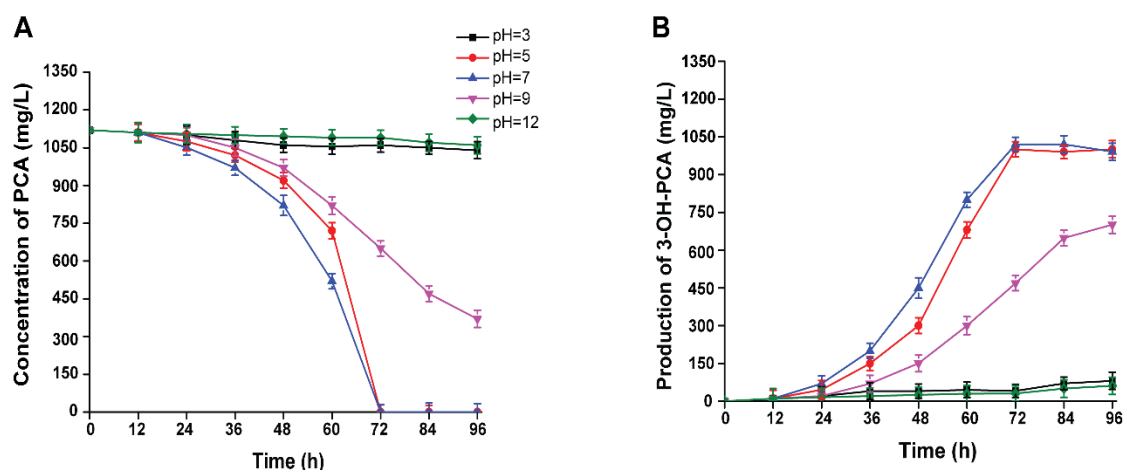 A
pH=3
pH=5
pH=7
pH=9
pH=12
Concentration of PCA (mg/L)
1350
1200
1050
900
750
600
450
300
150
0
0 12 24 36 48 60 72 84 96
Time (h)
B
Production of 3-OH-PCA (mg/L)
1350
1200
1050
900
750
600
450
300
150
0
0 12 24 36 48 60 72 84 96
Time (h)